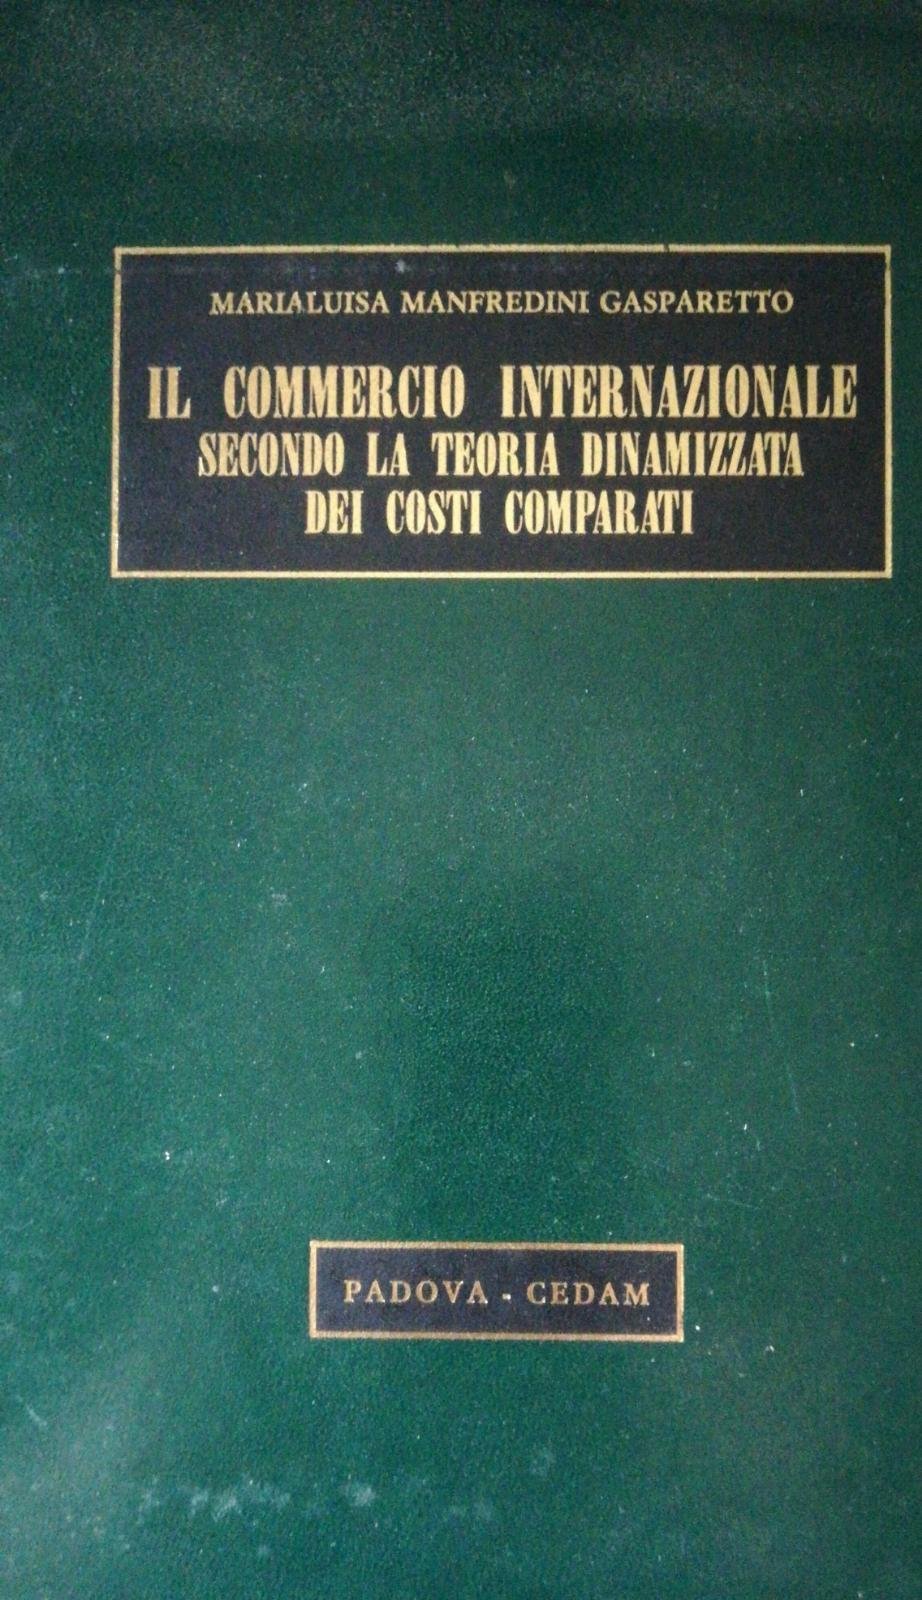 MARIALUISA MANFREDINI GASPARETTO
IL COMMERCIO INTERNAZIONALE
SECONDO LA TEORIA DINAMIZZATA
DEI COSTI COMPARATI
PADOVA - CEDAM